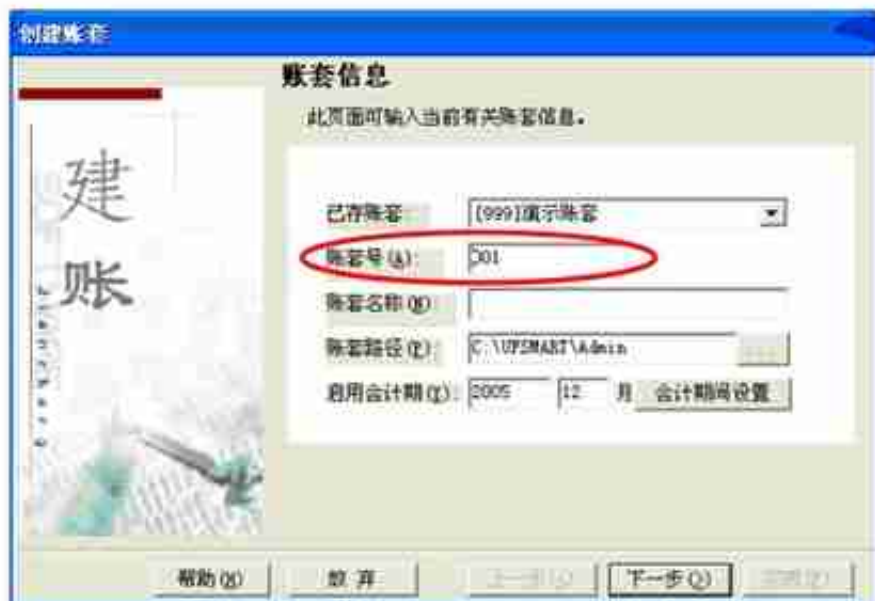 创建账套
账套信息
此页面可输入当前有关账套信息。
建
账
已存账套: [999]演示账套
账套号(A): 001
账套名称(N):
账套路径(P): C:\UFSMART\Admin
启用会计期(Y): 2005 12 月 会计期间设置
帮助(H) 放弃 上一步 下一步